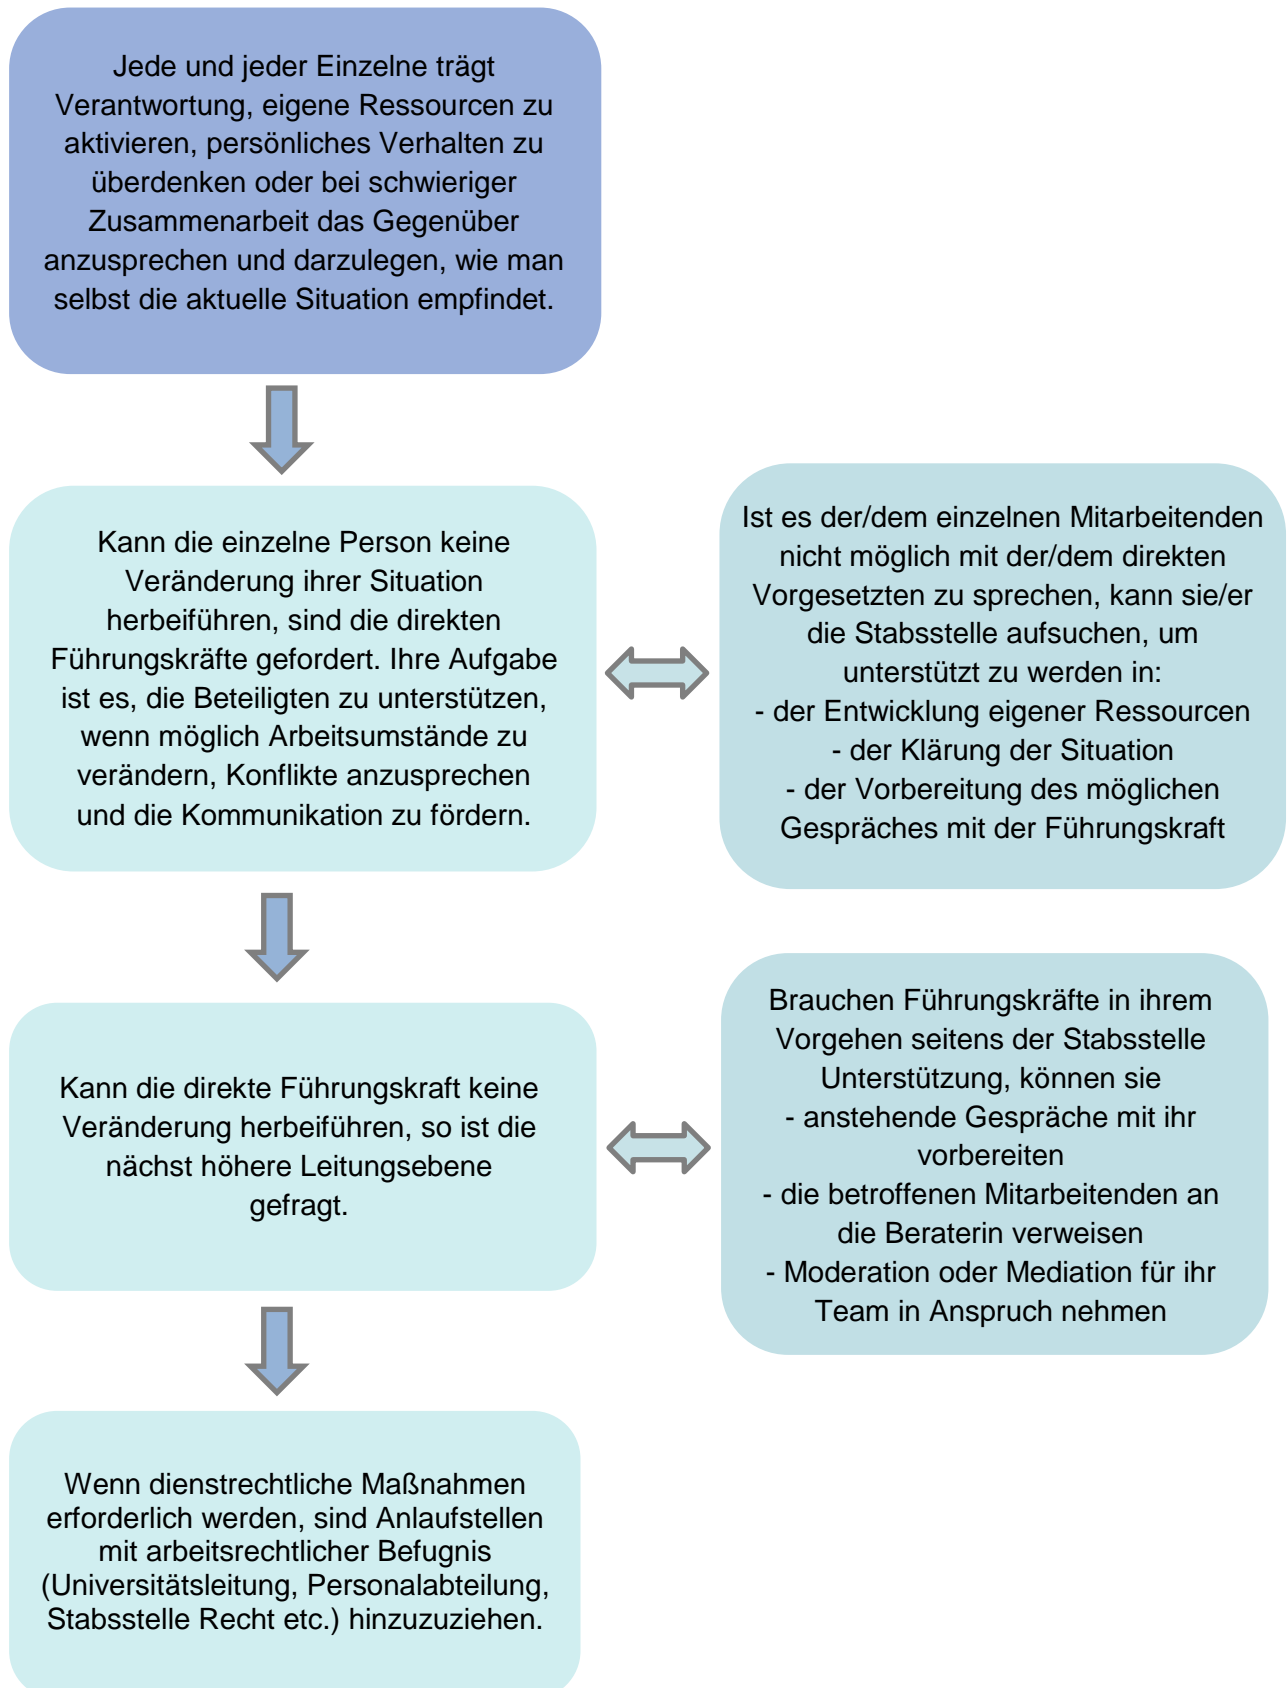 Jede und jeder Einzelne trägt
Verantwortung, eigene Ressourcen zu
aktivieren, persönliches Verhalten zu
überdenken oder bei schwieriger
Zusammenarbeit das Gegenüber
anzusprechen und darzulegen, wie man
selbst die aktuelle Situation empfindet.
Kann die einzelne Person keine
Veränderung ihrer Situation
herbeiführen, sind die direkten
Führungskräfte gefordert. Ihre Aufgabe
ist es, die Beteiligten zu unterstützen,
wenn möglich Arbeitsumstände zu
verändern, Konflikte anzusprechen
und die Kommunikation zu fördern.
Ist es der/dem einzelnen Mitarbeitenden
nicht möglich mit der/dem direkten
Vorgesetzten zu sprechen, kann sie/er
die Stabsstelle aufsuchen, um
unterstützt zu werden in:
- der Entwicklung eigener Ressourcen
- der Klärung der Situation
- der Vorbereitung des möglichen
Gespräches mit der Führungskraft
Kann die direkte Führungskraft keine
Veränderung herbeiführen, so ist die
nächst höhere Leitungsebene
gefragt.
Brauchen Führungskräfte in ihrem
Vorgehen seitens der Stabsstelle
Unterstützung, können sie
- anstehende Gespräche mit ihr
vorbereiten
- die betroffenen Mitarbeitenden an
die Beraterin verweisen
- Moderation oder Mediation für ihr
Team in Anspruch nehmen
Wenn dienstrechtliche Maßnahmen
erforderlich werden, sind Anlaufstellen
mit arbeitsrechtlicher Befugnis
(Universitätsleitung, Personalabteilung,
Stabsstelle Recht etc.) hinzuzuziehen.